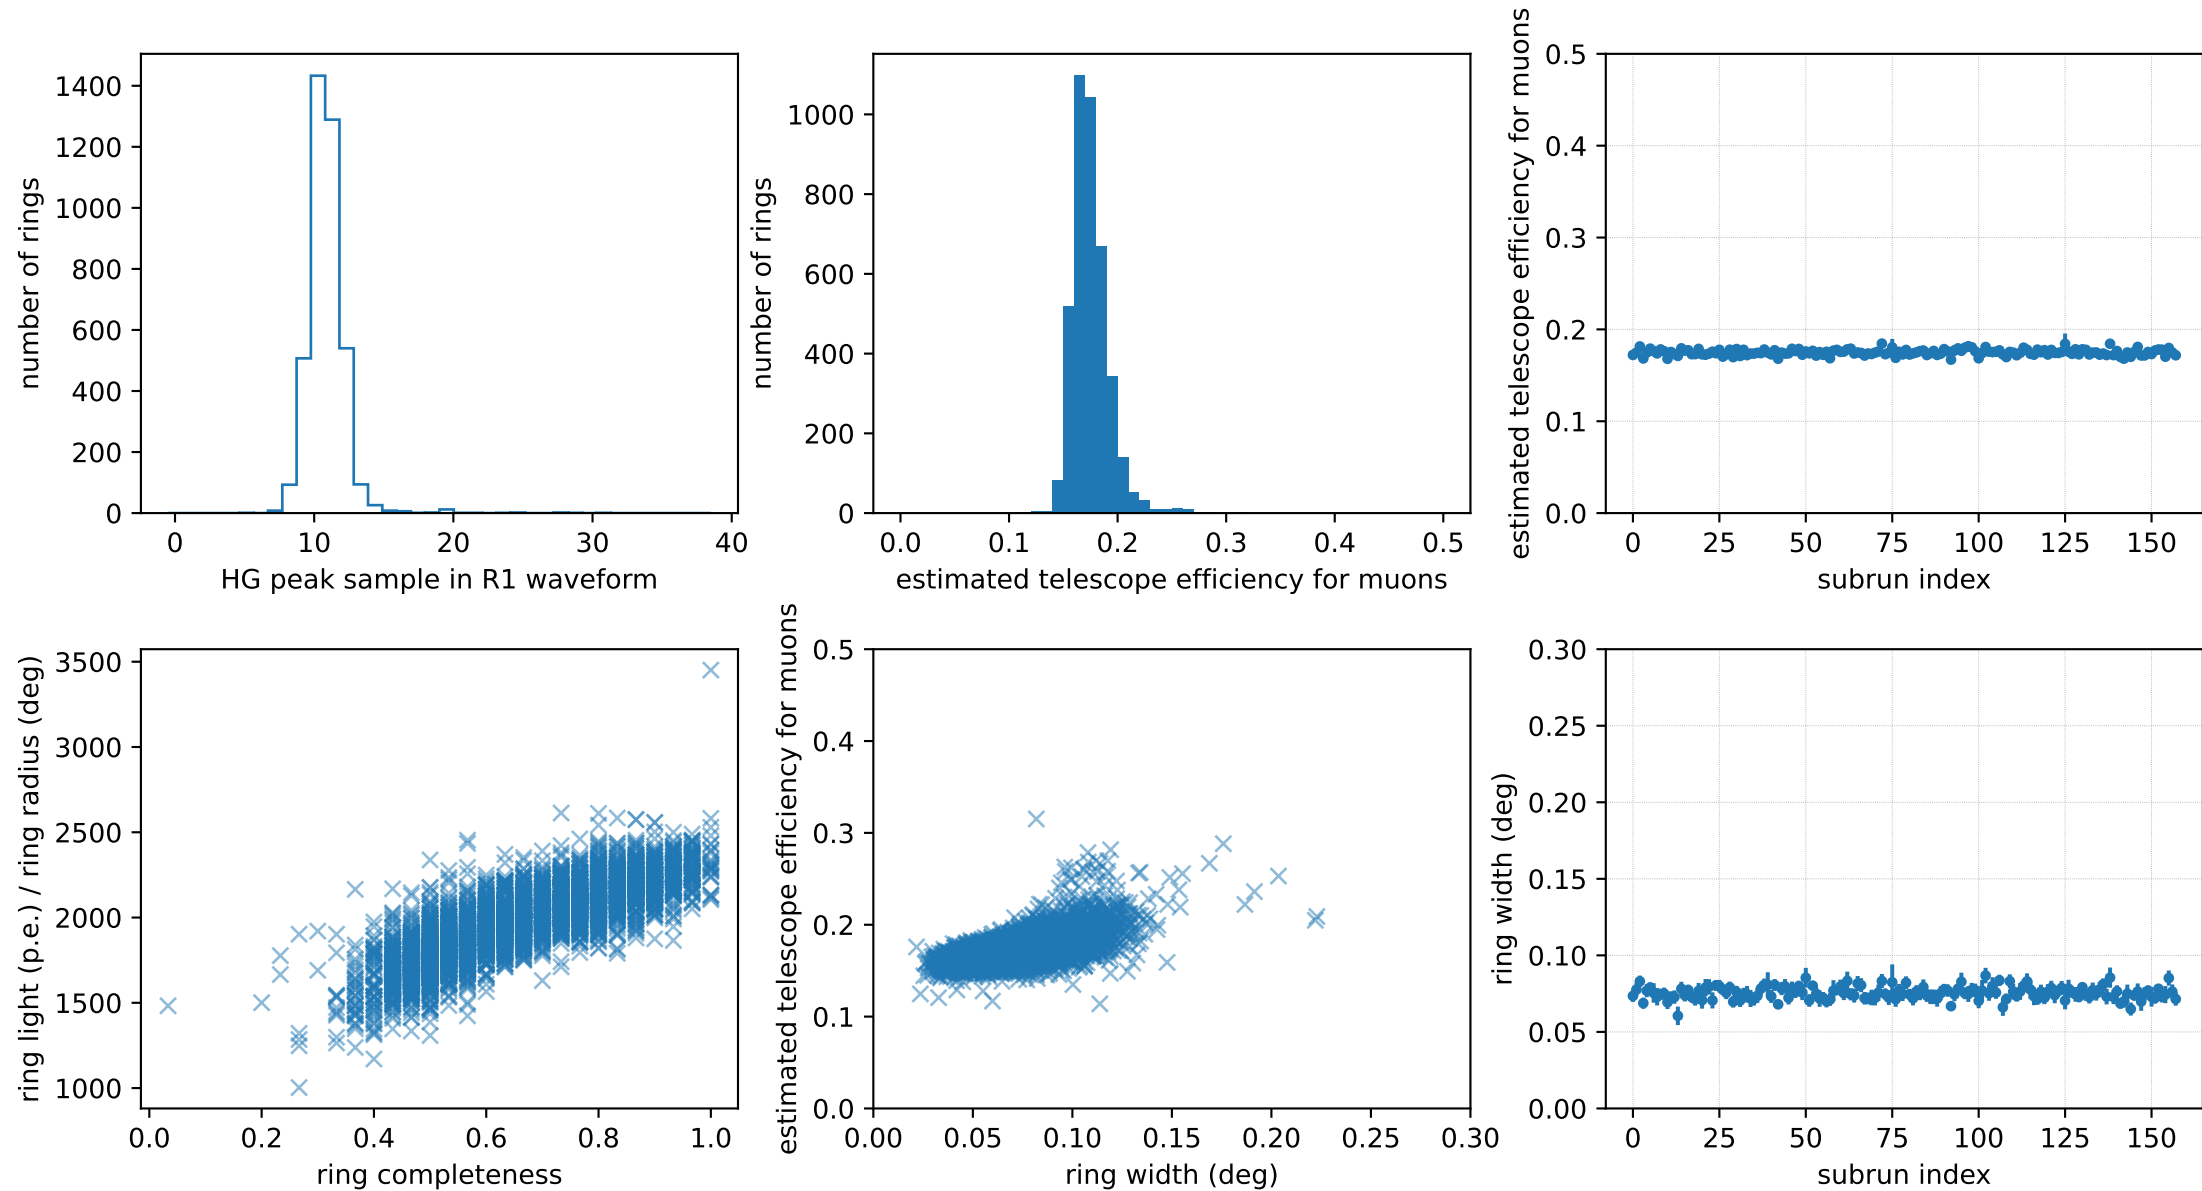 number of rings
1400
1200
1000
800
600
400
200
0
0 10 20 30 40
HG peak sample in R1 waveform
number of rings
1000
800
600
400
200
0
0.0 0.1 0.2 0.3 0.4 0.5
estimated telescope efficiency for muons
estimated telescope efficiency for muons
0.5
0.4
0.3
0.2
0.1
0.0
0 25 50 75 100 125 150
subrun index
ring light (p.e.) / ring radius (deg)
3500
3000
2500
2000
1500
1000
0.0 0.2 0.4 0.6 0.8 1.0
ring completeness
estimated telescope efficiency for muons
0.5
0.4
0.3
0.2
0.1
0.0
0.00 0.05 0.10 0.15 0.20 0.25 0.30
ring width (deg)
ring width (deg)
0.30
0.25
0.20
0.15
0.10
0.05
0.00
0 25 50 75 100 125 150
subrun index